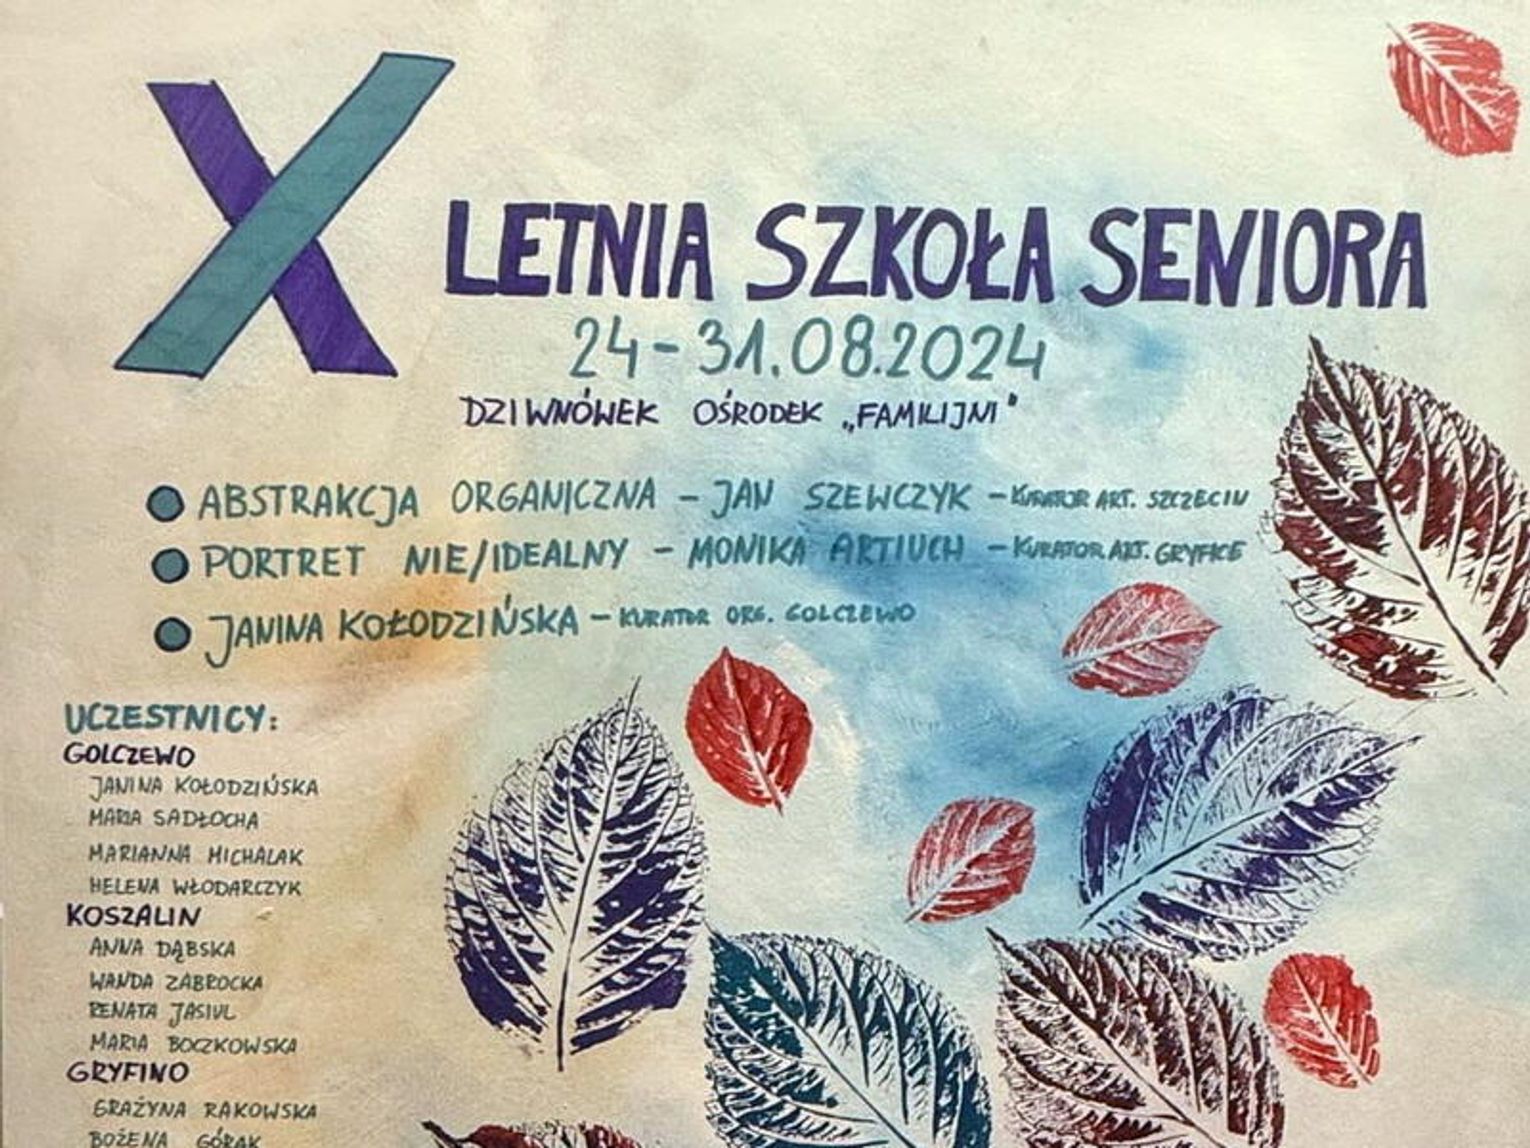 X LETNIA SZKOŁA SENIORA
24-31.08.2024
DZIWNÓWEK OŚRODEK „FAMILIJNI"
ABSTRAKCJA ORGANICZNA - JAN SZEWCZYK - KURATOR ART. SZCZECIN
PORTRET NIE/IDEALNY - MONIKA ARTIUCH - KURATOR ART. GRYFICE
JANINA KOŁODZIŃSKA - KURATOR ORG. GOLCZEWO
UCZESTNICY:
GOLCZEWO
JANINA KOŁODZIŃSKA
MARIA SADŁOCHA
MARIANNA MICHALAK
HELENA WŁODARCZYK
KOSZALIN
ANNA DĄBSKA
WANDA ZABROCKA
RENATA JASIUL
MARIA BOCZKOWSKA
GRYFINO
GRAŻYNA RAKOWSKA
BOŻENA GÓRAK